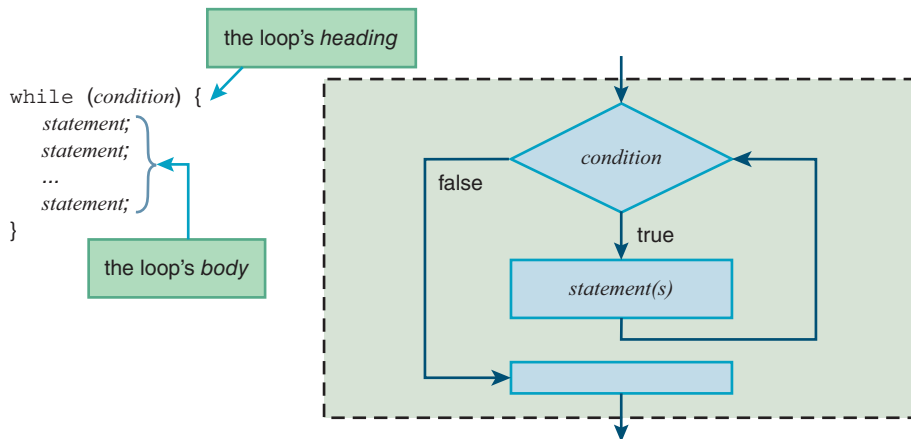 the loop's heading
while (condition) {
statement;
statement;
...
statement;
}
the loop's body
condition
false
true
statement(s)